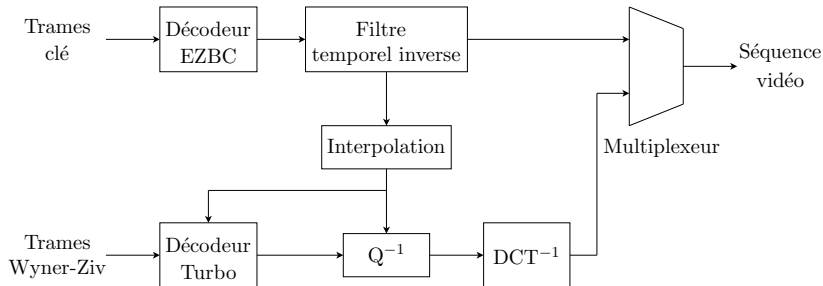 Trames
clé
Décodeur
EZBC
Filtre
temporel inverse
Séquence
vidéo
Multiplexeur
Interpolation
Trames
Wyner-Ziv
Décodeur
Turbo
Q⁻¹
DCT⁻¹